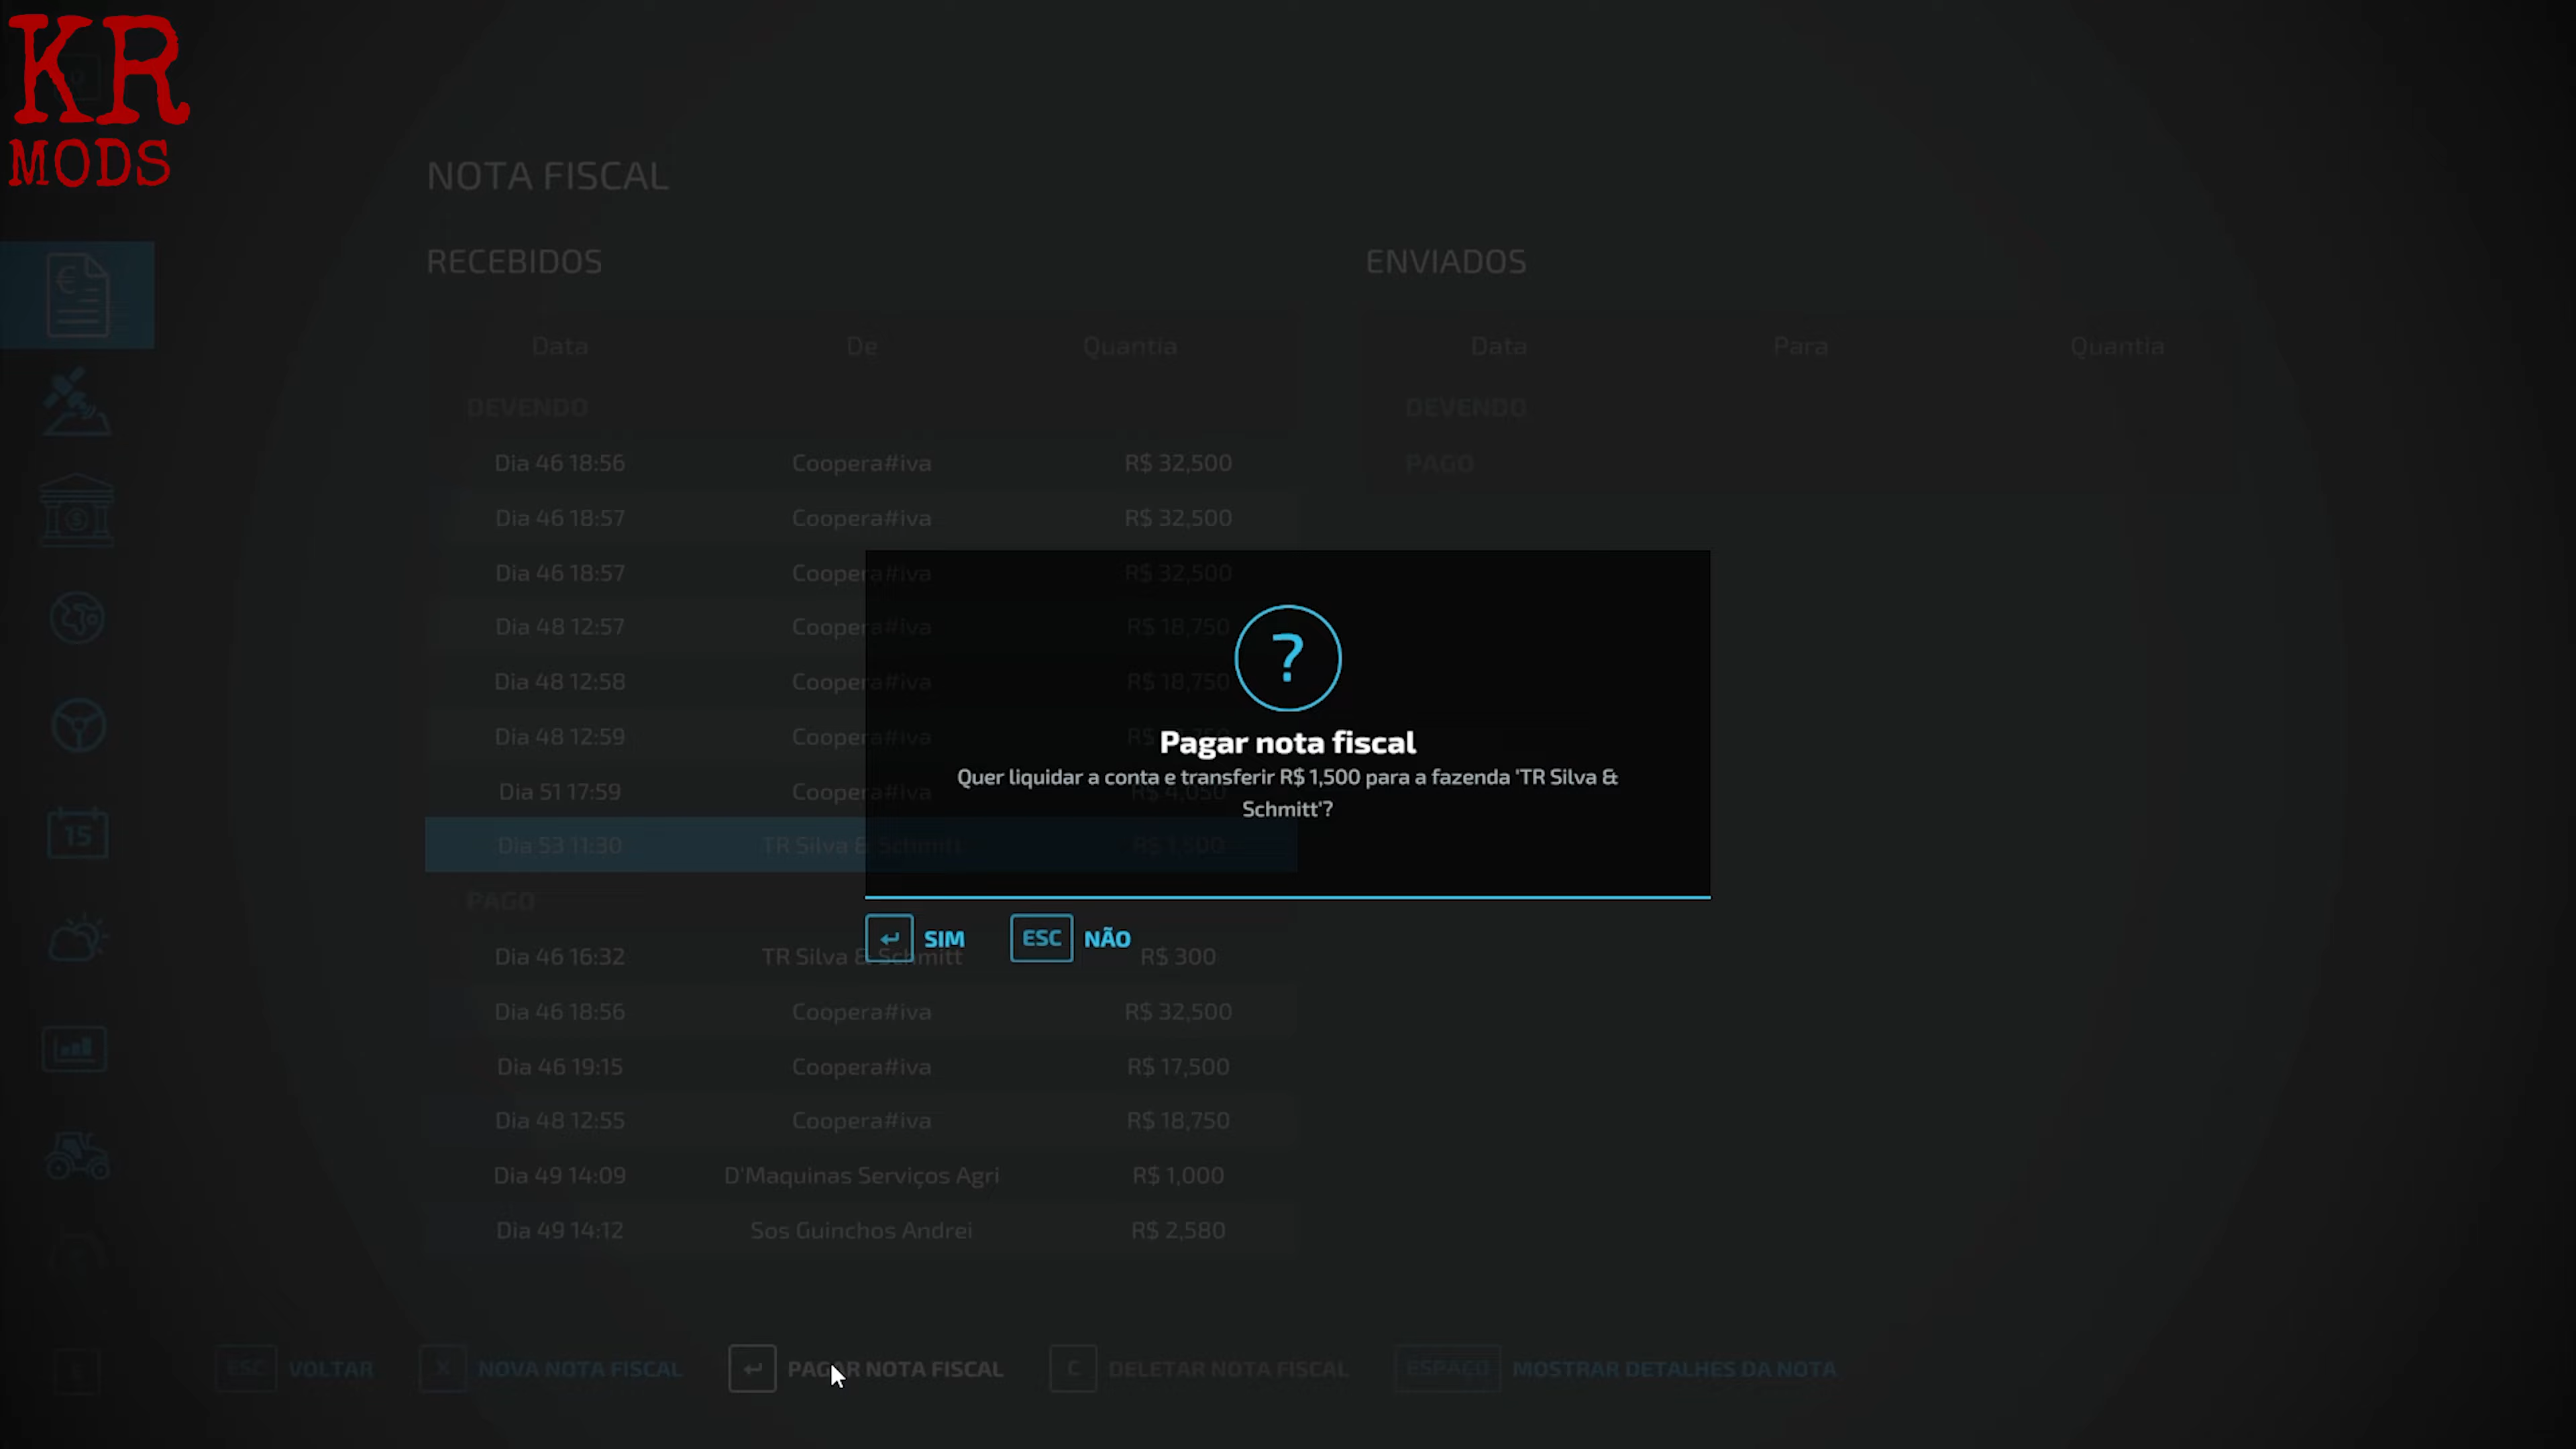 KR
MODS
NOTA FISCAL
RECEBIDOS
ENVIADOS
Data De Quantia
Data Para Quantia
DEVENDO
DEVENDO
Dia 46 18:56 Coopera#iva R$ 32,500
PAGO
Dia 46 18:57 Coopera#iva R$ 32,500
Dia 46 18:57 Coopera#iva R$ 32,500
Dia 48 12:57 Coopera#iva R$ 18,750
Dia 48 12:58 Coopera#iva R$ 18,750
Dia 48 12:59 Coopera#iva
Dia 51 17:59 Coopera#iva R$ 4,050
Dia 53 11:30 TR Silva & Schmitt R$ 1,500
?
Pagar nota fiscal
Quer liquidar a conta e transferir R$ 1,500 para a fazenda 'TR Silva &
Schmitt'?
SIM ESC NÃO
PAGO
Dia 46 16:32 TR Silva & Schmitt R$ 300
Dia 46 18:56 Coopera#iva R$ 32,500
Dia 46 19:15 Coopera#iva R$ 17,500
Dia 48 12:55 Coopera#iva R$ 18,750
Dia 49 14:09 D'Maquinas Serviços Agri R$ 1,000
Dia 49 14:12 Sos Guinchos Andrei R$ 2,580
15
ESC VOLTAR X NOVA NOTA FISCAL PAGAR NOTA FISCAL C DELETAR NOTA FISCAL ESPAÇO MOSTRAR DETALHES DA NOTA